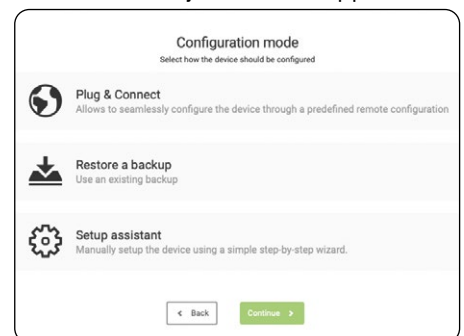 Configuration mode
Select how the device should be configured
Plug & Connect
Allows to seamlessly configure the device through a predefined remote configuration
Restore a backup
Use an existing backup
Setup assistant
Manually setup the device using a simple step-by-step wizard.
< Back
Continue >